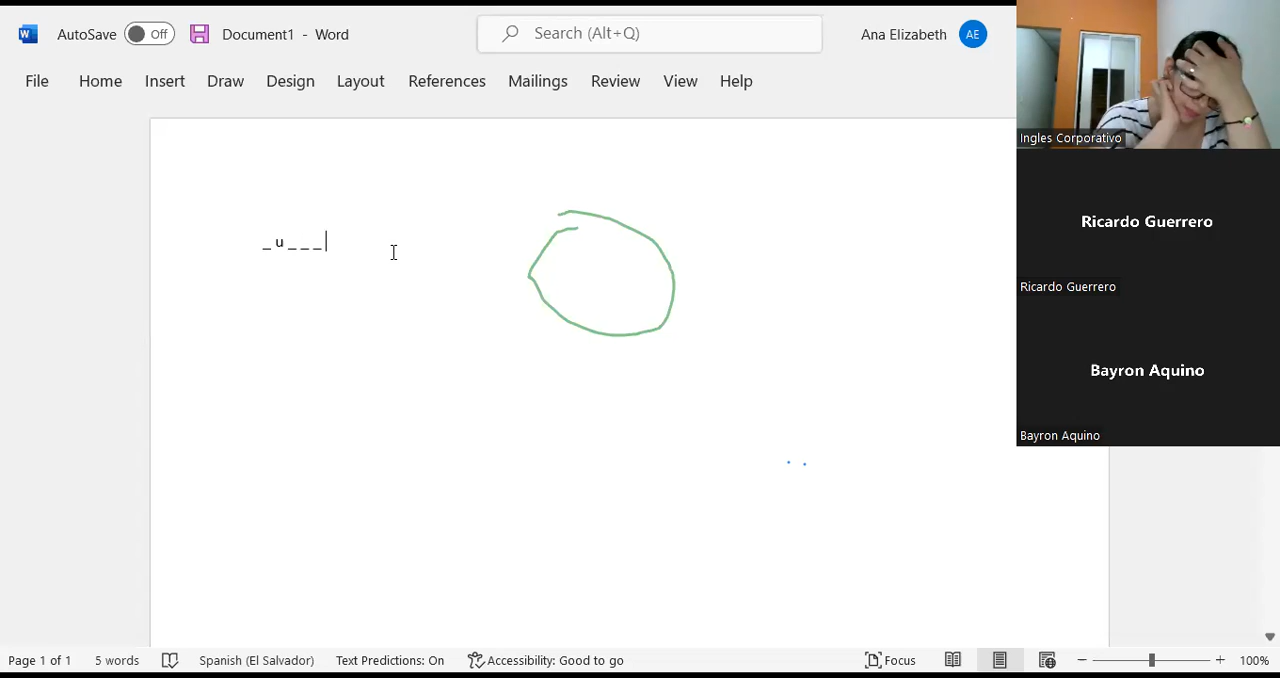 AutoSave Off Document1 - Word Search (Alt+Q) Ana Elizabeth AE
File Home Insert Draw Design Layout References Mailings Review View Help
Ingles Corporativo
Ricardo Guerrero
Ricardo Guerrero
Bayron Aquino
Bayron Aquino
_ u _ _ _
Page 1 of 1 5 words Spanish (El Salvador) Text Predictions: On Accessibility: Good to go Focus 100%